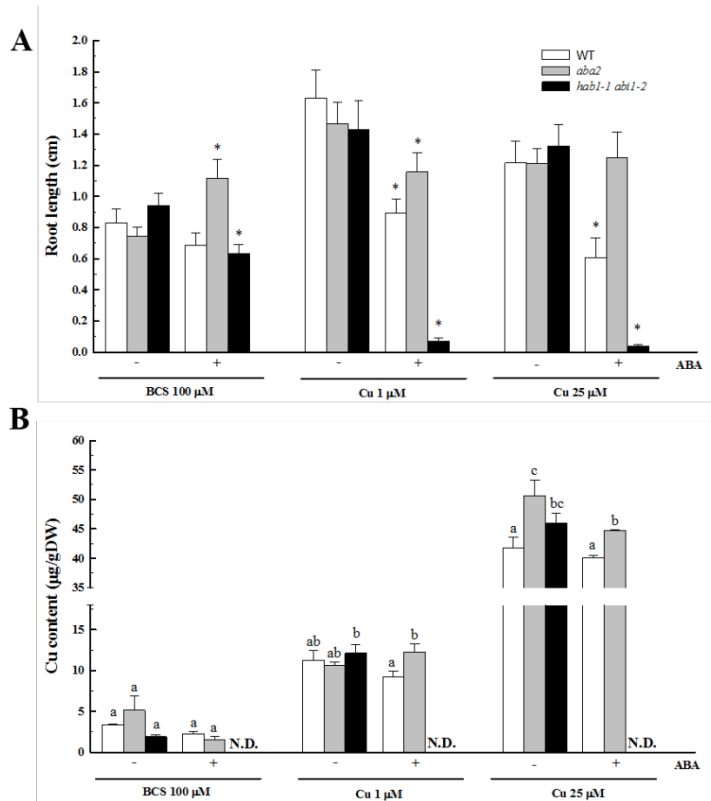 A
2.0
1.8
1.6
1.4
1.2
1.0
0.8
0.6
0.4
0.2
0.0
Root length (cm)
WT
aba2
hab1-1 abi1-2
* * * * * * *
- + - + - + ABA
BCS 100 µM Cu 1 µM Cu 25 µM
B
60
55
50
45
40
35
15
10
5
0
Cu content (µg/gDW)
a a a a a N.D. ab ab b a b N.D. a c bc a b N.D.
- + - + - + ABA
BCS 100 µM Cu 1 µM Cu 25 µM